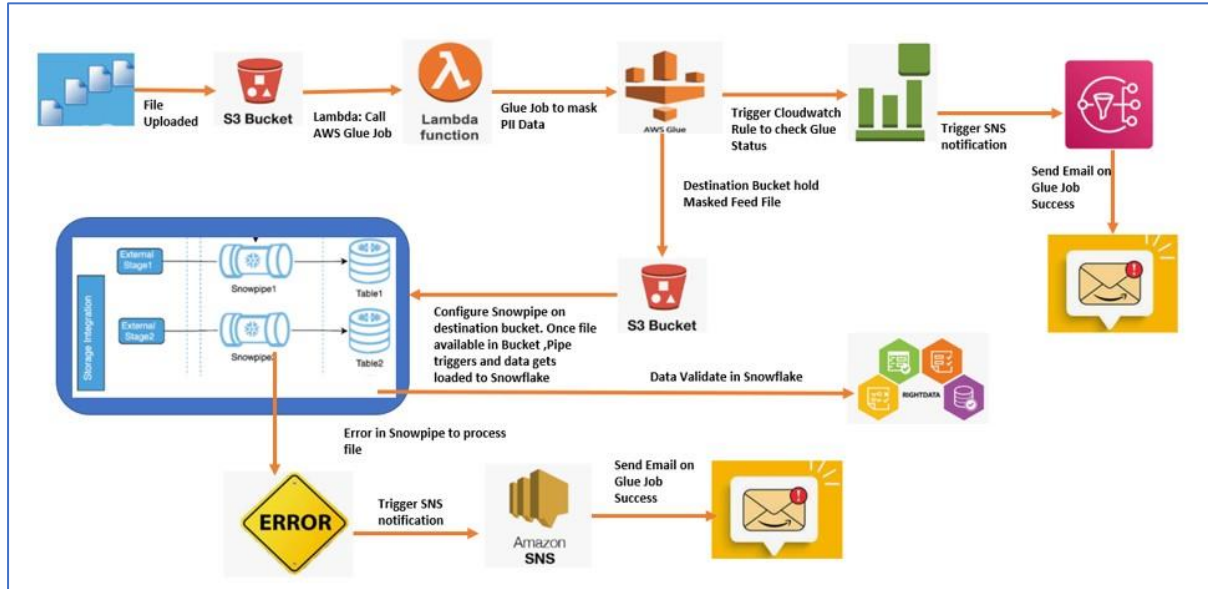 File
Uploaded
S3 Bucket
Lambda: Call
AWS Glue Job
Lambda
function
Glue Job to mask
PII Data
AWS Glue
Trigger Cloudwatch
Rule to check Glue
Status
Trigger SNS
notification
Send Email on
Glue Job
Success
Destination Bucket hold
Masked Feed File
S3 Bucket
Storage Integration
External
Stage1
Snowpipe1
Table1
External
Stage2
Snowpipe2
Table2
Configure Snowpipe on
destination bucket. Once file
available in Bucket ,Pipe
triggers and data gets
loaded to Snowflake
Data Validate in Snowflake
RIGHTDATA
Error in Snowpipe to process
file
ERROR
Trigger SNS
notification
Amazon
SNS
Send Email on
Glue Job
Success